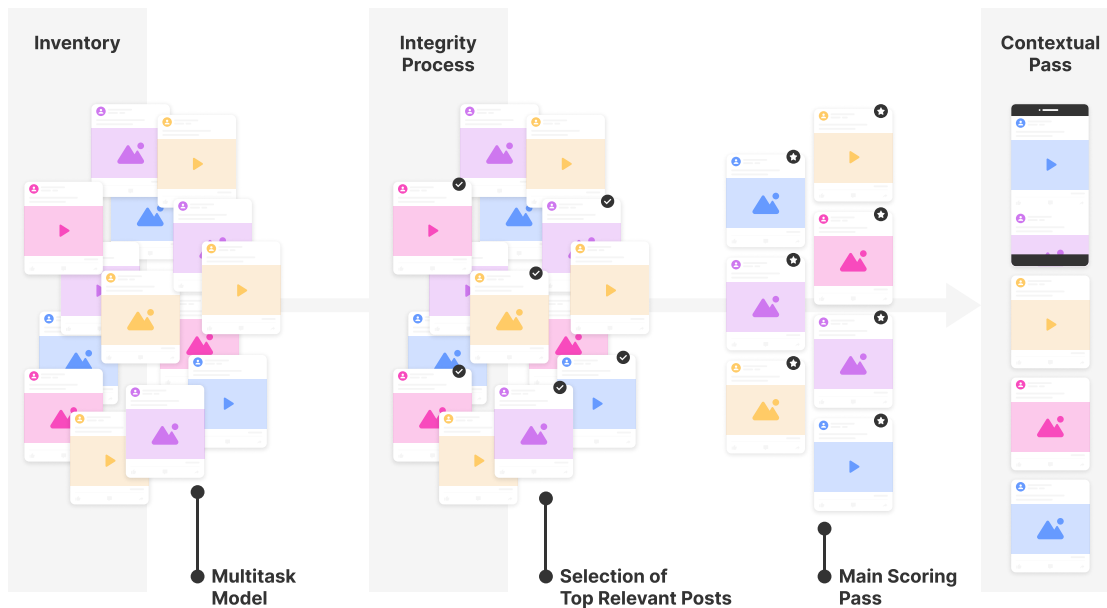 Inventory
Integrity
Process
Contextual
Pass
Multitask
Model
Selection of
Top Relevant Posts
Main Scoring
Pass